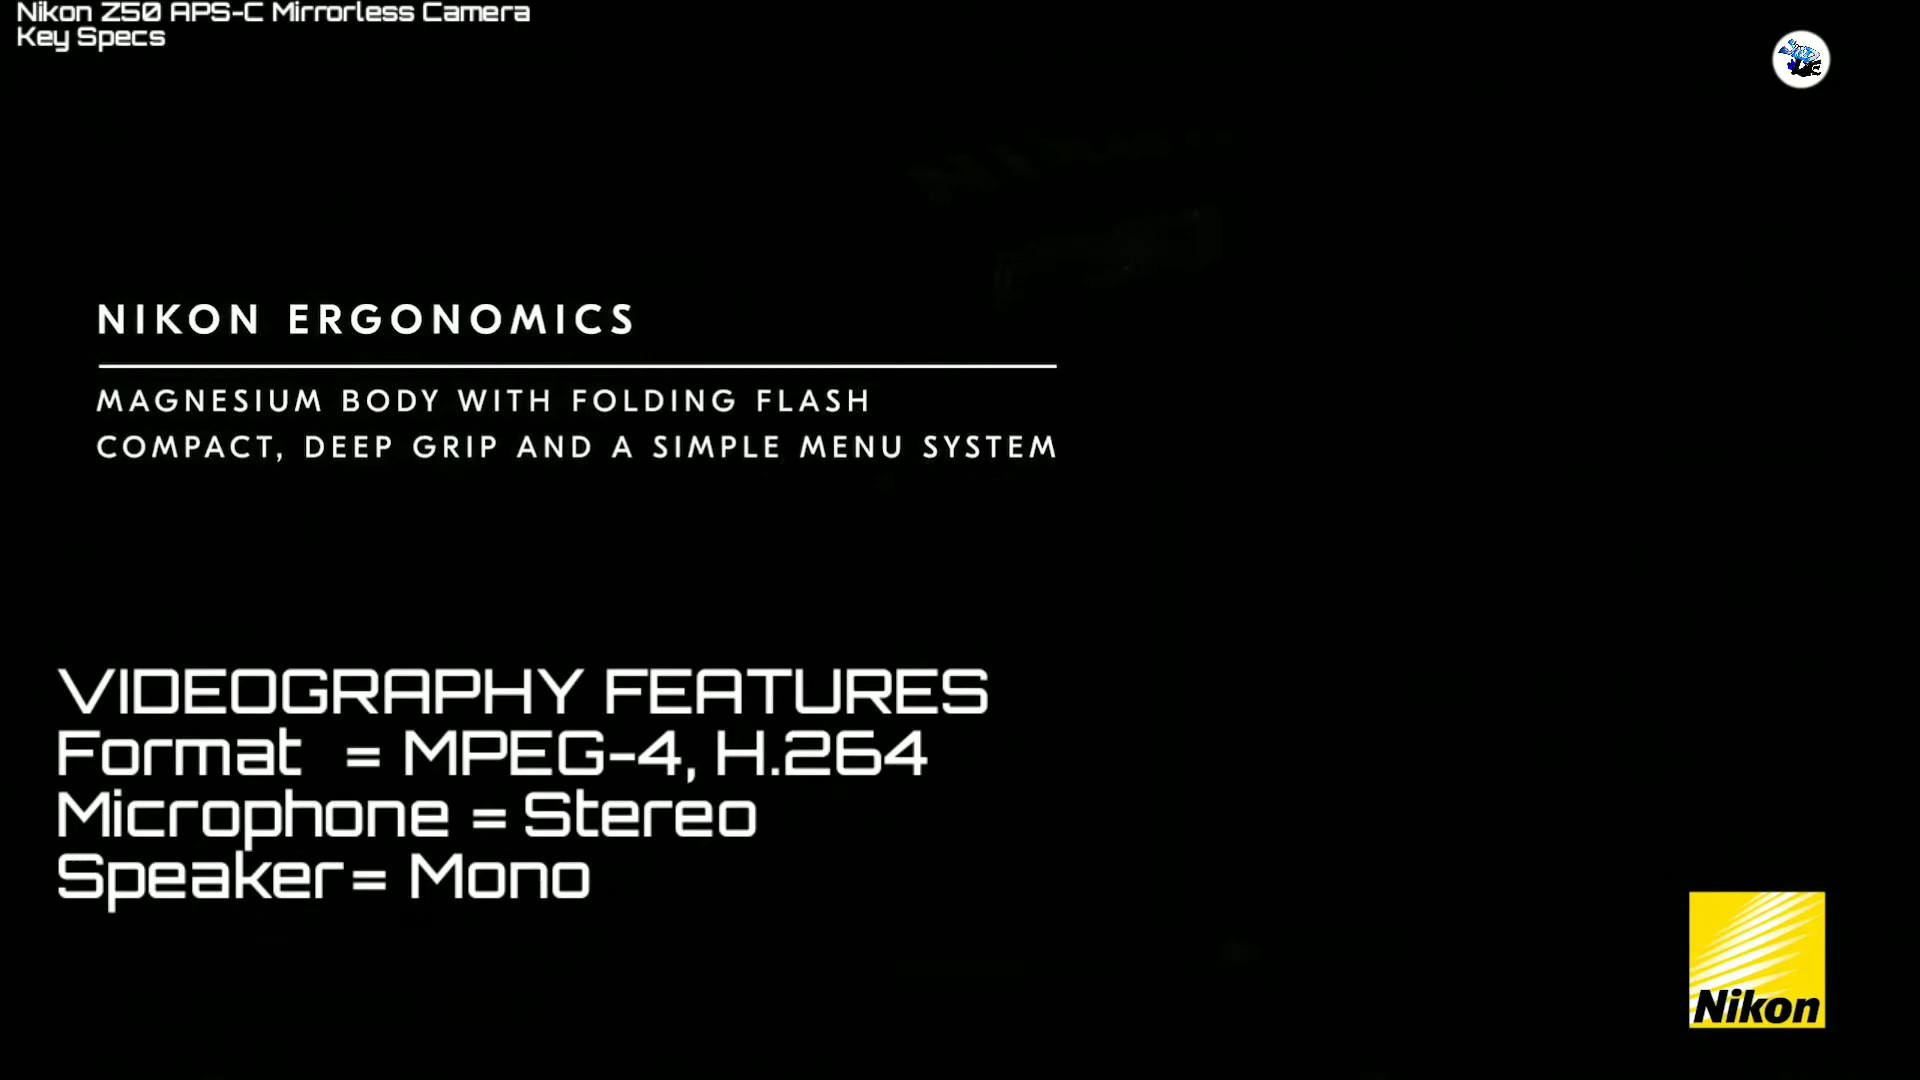 Nikon Z50 APS-C Mirrorless Camera
Key Specs
NIKON ERGONOMICS
MAGNESIUM BODY WITH FOLDING FLASH
COMPACT, DEEP GRIP AND A SIMPLE MENU SYSTEM
VIDEOGRAPHY FEATURES
Format = MPEG-4, H.264
Microphone = Stereo
Speaker = Mono
Nikon